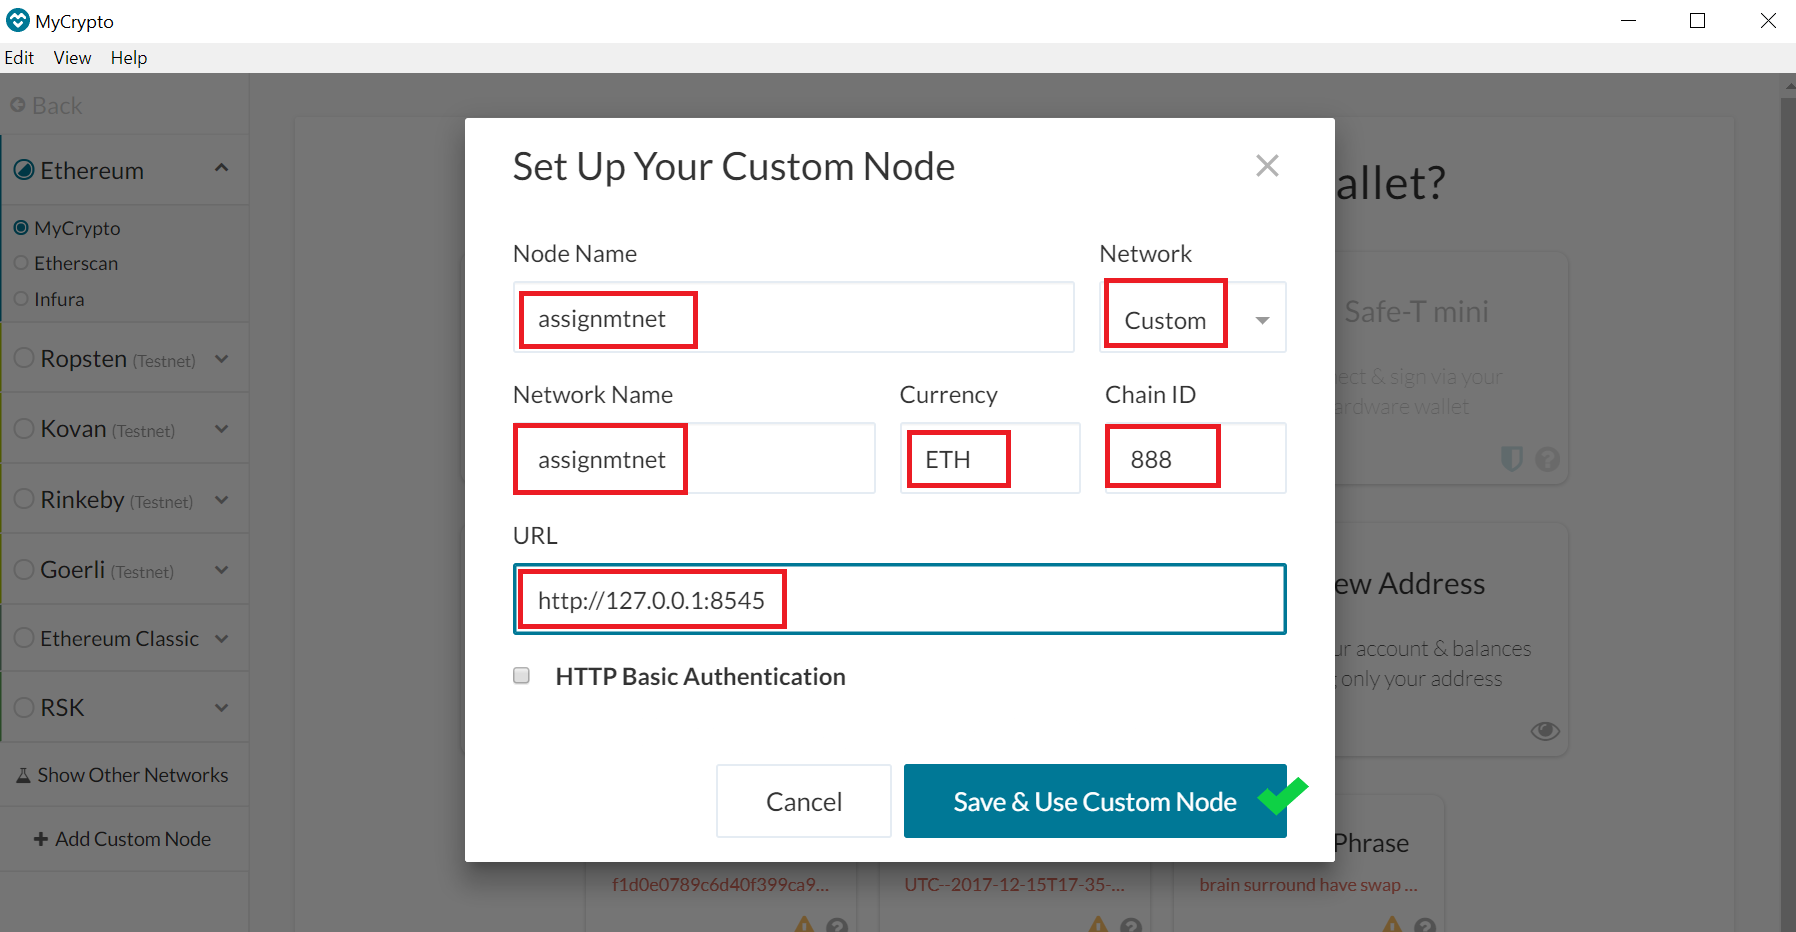 MyCrypto
Edit View Help
Back
Ethereum
MyCrypto
Etherscan
Infura
Ropsten (Testnet)
Kovan (Testnet)
Rinkeby (Testnet)
Goerli (Testnet)
Ethereum Classic
RSK
Show Other Networks
+ Add Custom Node
Set Up Your Custom Node
Node Name
Network
assignmtnet
Custom
Network Name
Currency
Chain ID
assignmtnet
ETH
888
URL
http://127.0.0.1:8545
HTTP Basic Authentication
Cancel
Save & Use Custom Node
allet?
Safe-T mini
ect & sign via your
ardware wallet
ew Address
ur account & balances
only your address
Phrase
f1d0e0789c6d40f399ca9...
UTC--2017-12-15T17-35-...
brain surround have swap ...